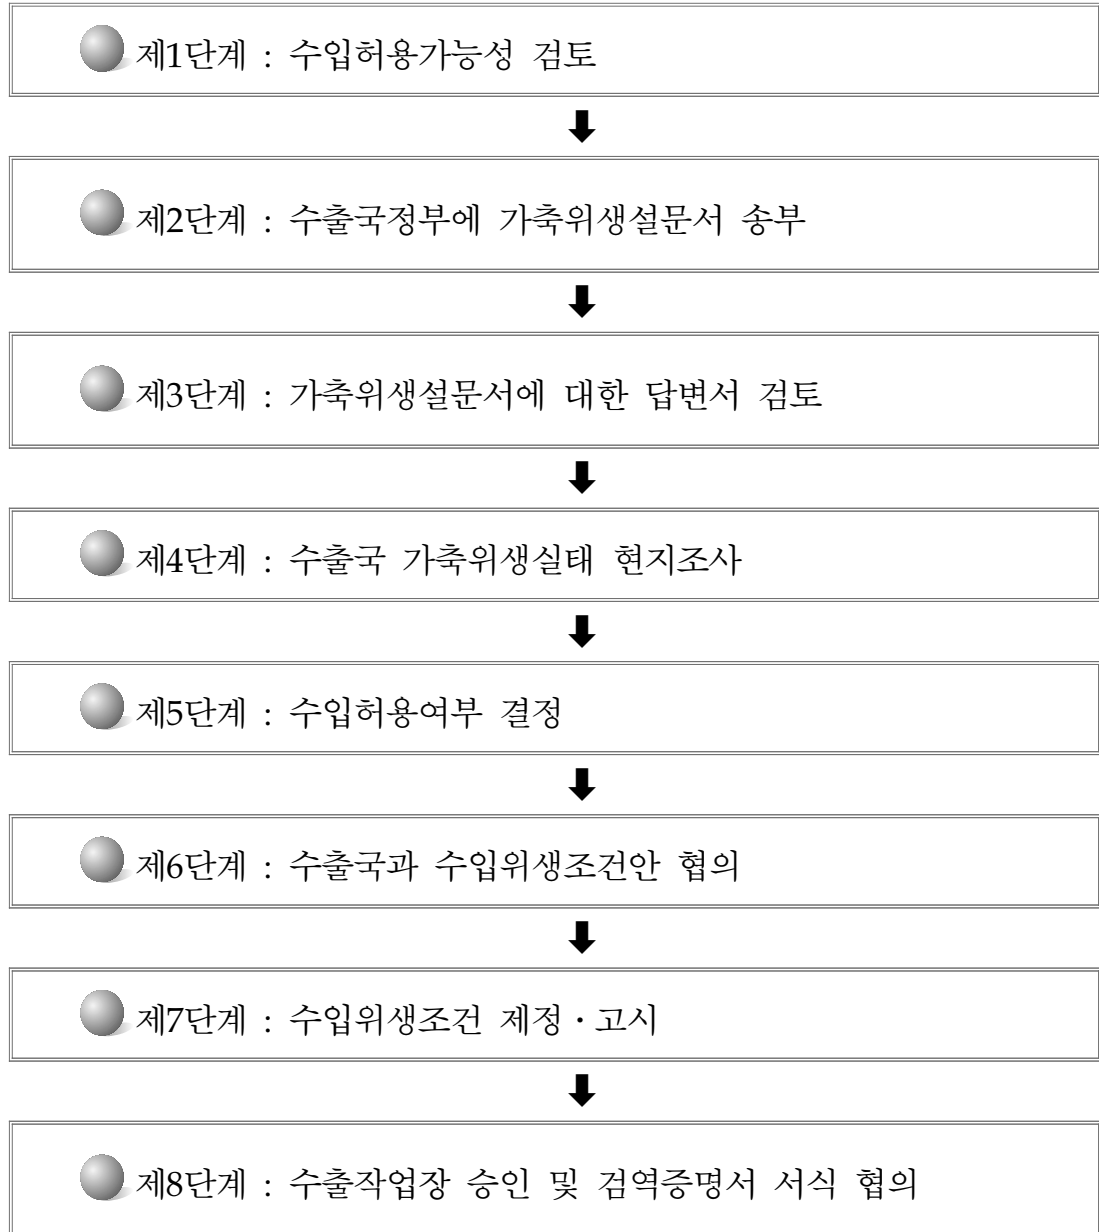 제1단계 : 수입허용가능성 검토
제2단계 : 수출국정부에 가축위생설문서 송부
제3단계 : 가축위생설문서에 대한 답변서 검토
제4단계 : 수출국 가축위생실태 현지조사
제5단계 : 수입허용여부 결정
제6단계 : 수출국과 수입위생조건안 협의
제7단계 : 수입위생조건 제정·고시
제8단계 : 수출작업장 승인 및 검역증명서 서식 협의